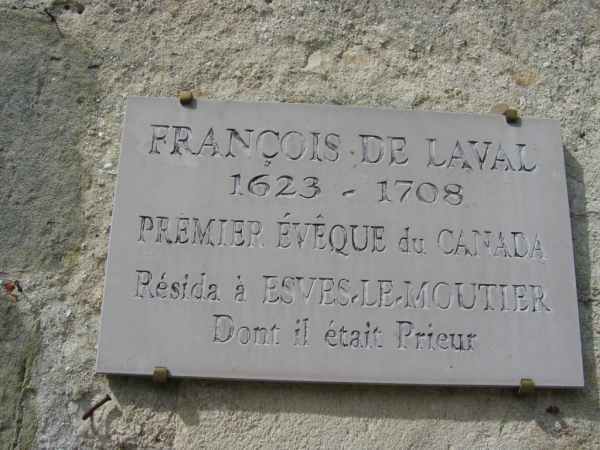 FRANÇOIS DE LAVAL
1623 - 1708
PREMIER ÉVÊQUE du CANADA
Résida à ESVES-LE-MOUTIER
Dont il était Prieur